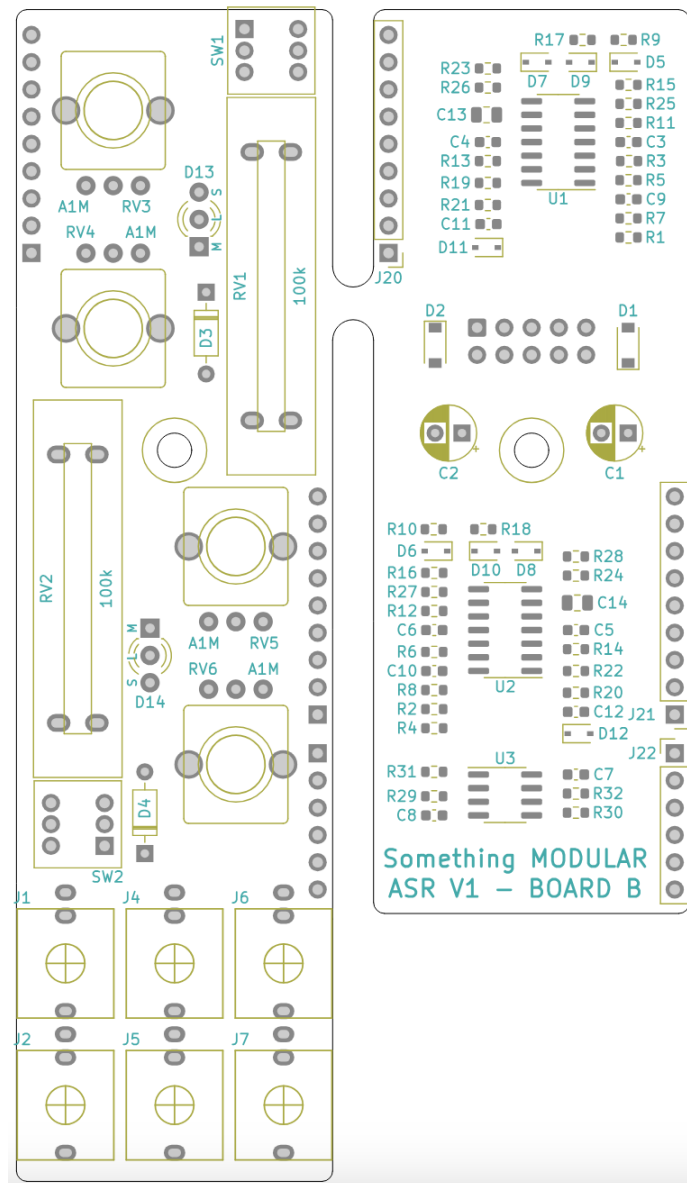 SW1
D13
S
L
M
A1M RV3
RV4 A1M
RV1
100k
D3
RV2
100k
M
L
S
D14
A1M RV5
RV6 A1M
D4
SW2
J1 J4 J6
J2 J5 J7
R17 R9
D5
D7 D9
R23
R26
C13
C4
R13
R19
R21
C11
D11
R15
R25
R11
C3
R3
R5
C9
R7
R1
U1
J20
D2 D1
C2 + C1 +
R10 R18
D6
D10 D8
R16
R27
R12
C6
R6
C10
R8
R2
R4
R28
R24
C14
C5
R14
R22
R20
C12
D12
U2
J21
J22
U3
R31
R29
C8
C7
R32
R30
Something MODULAR
ASR V1 – BOARD B